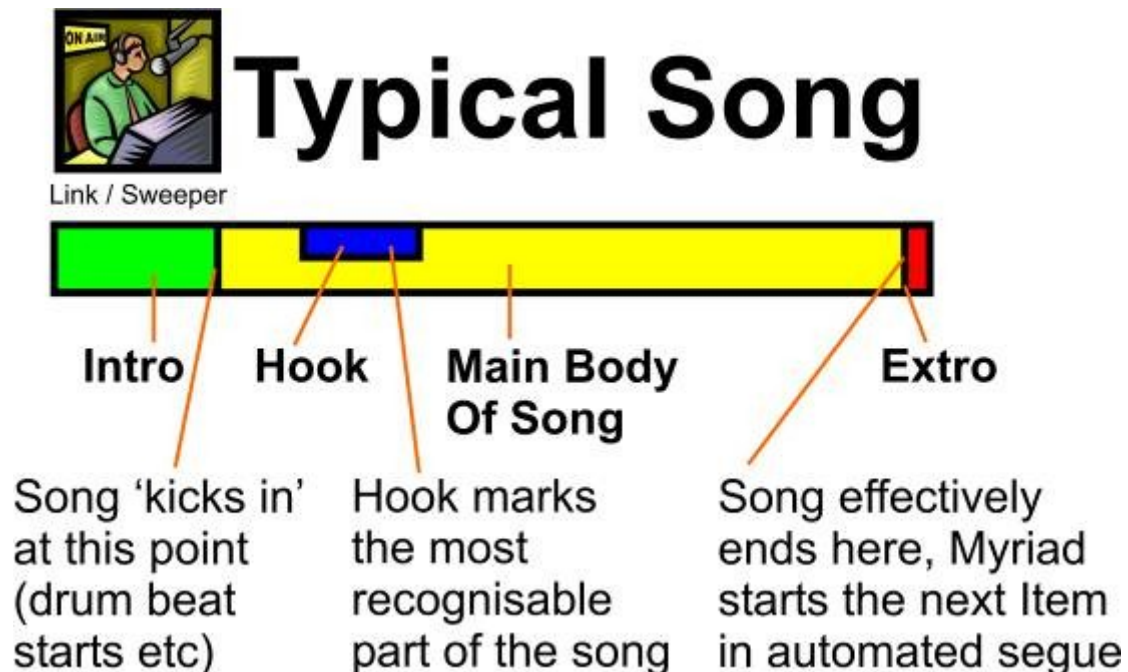 ON AIR
Typical Song
Link / Sweeper
Intro
Hook
Main Body
Of Song
Extro
Song ‘kicks in’
at this point
(drum beat
starts etc)
Hook marks
the most
recognisable
part of the song
Song effectively
ends here, Myriad
starts the next Item
in automated segue